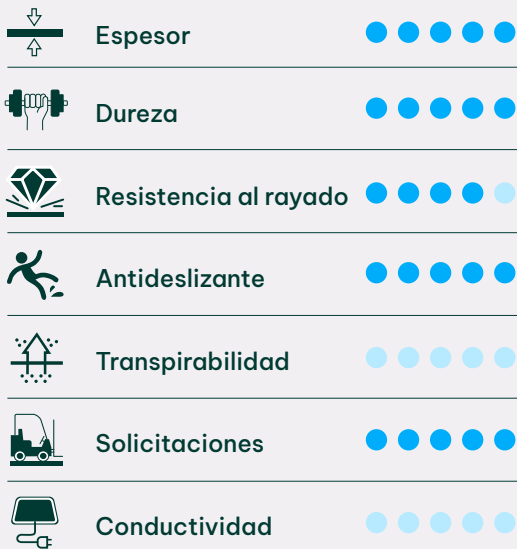 Espesor
Dureza
Resistencia al rayado
Antideslizante
Transpirabilidad
Solicitaciones
Conductividad